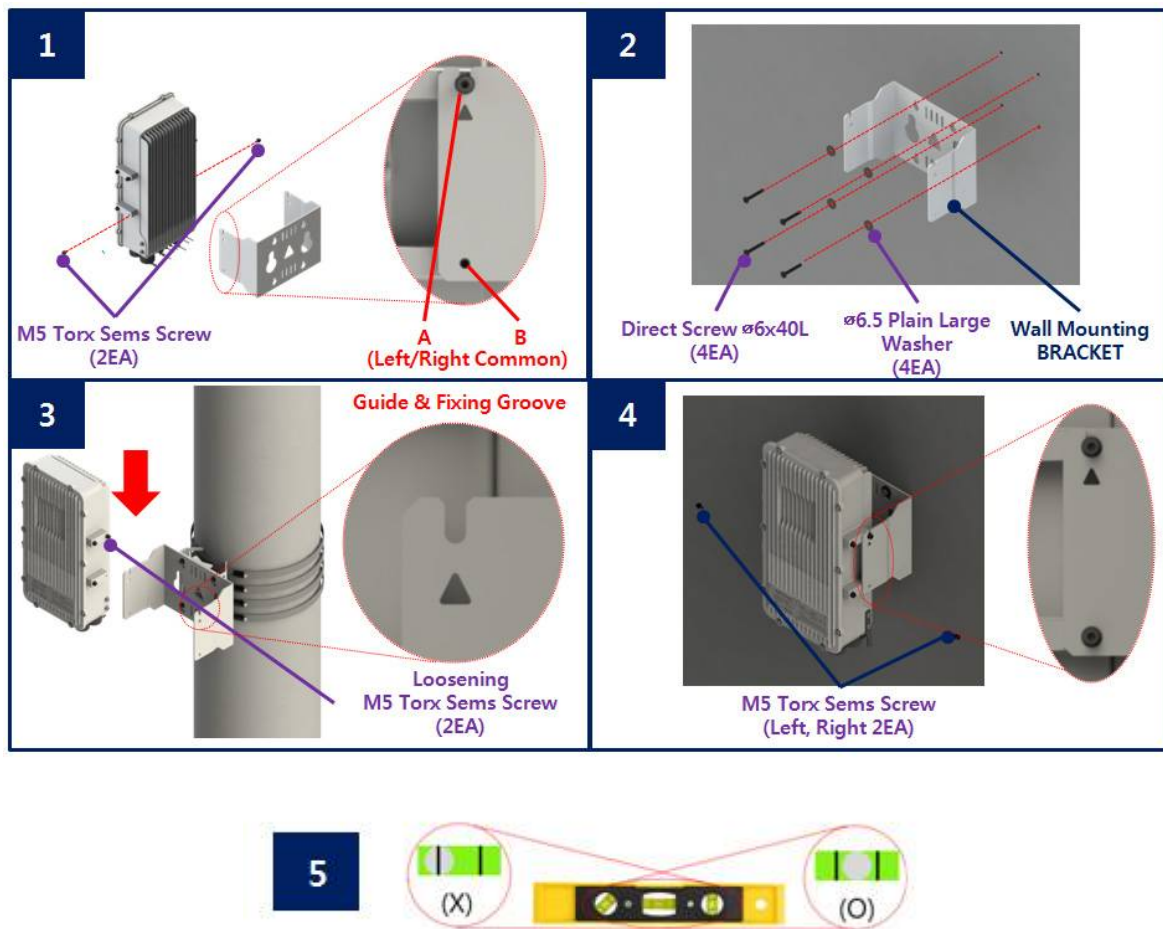 1
M5 Torx Sems Screw
(2EA)
A
B
(Left/Right Common)
2
Direct Screw ø6x40L
(4EA)
ø6.5 Plain Large
Washer
(4EA)
Wall Mounting
BRACKET
3
Guide & Fixing Groove
Loosening
M5 Torx Sems Screw
(2EA)
4
M5 Torx Sems Screw
(Left, Right 2EA)
5
(X)
(O)